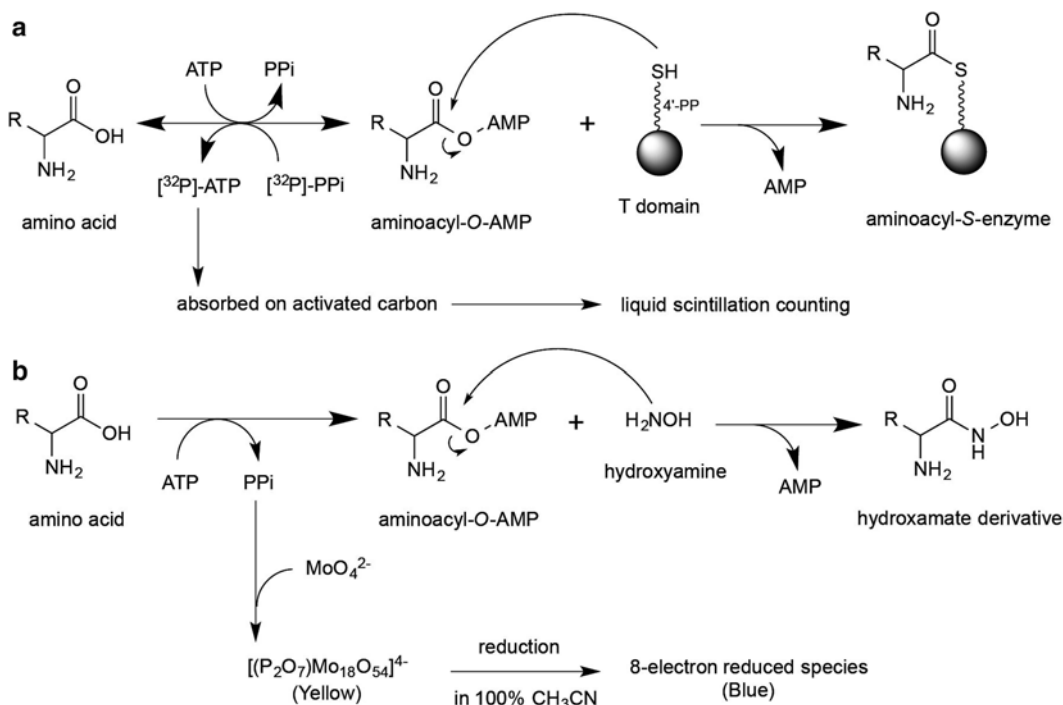 a
ATP PPi
R O OH NH₂
R O O AMP NH₂
+
SH
4'-PP
R O S NH₂
[³²P]-ATP [³²P]-PPi
AMP
amino acid
aminoacyl-O-AMP
T domain
aminoacyl-S-enzyme
absorbed on activated carbon
liquid scintillation counting
b
R O OH NH₂
ATP PPi
R O O AMP NH₂
+
H₂NOH
AMP
R O N H OH NH₂
amino acid
aminoacyl-O-AMP
hydroxyamine
hydroxamate derivative
MoO₄²⁻
[(P₂O₇)Mo₁₈O₅₄]⁴⁻
(Yellow)
reduction
in 100% CH₃CN
8-electron reduced species
(Blue)